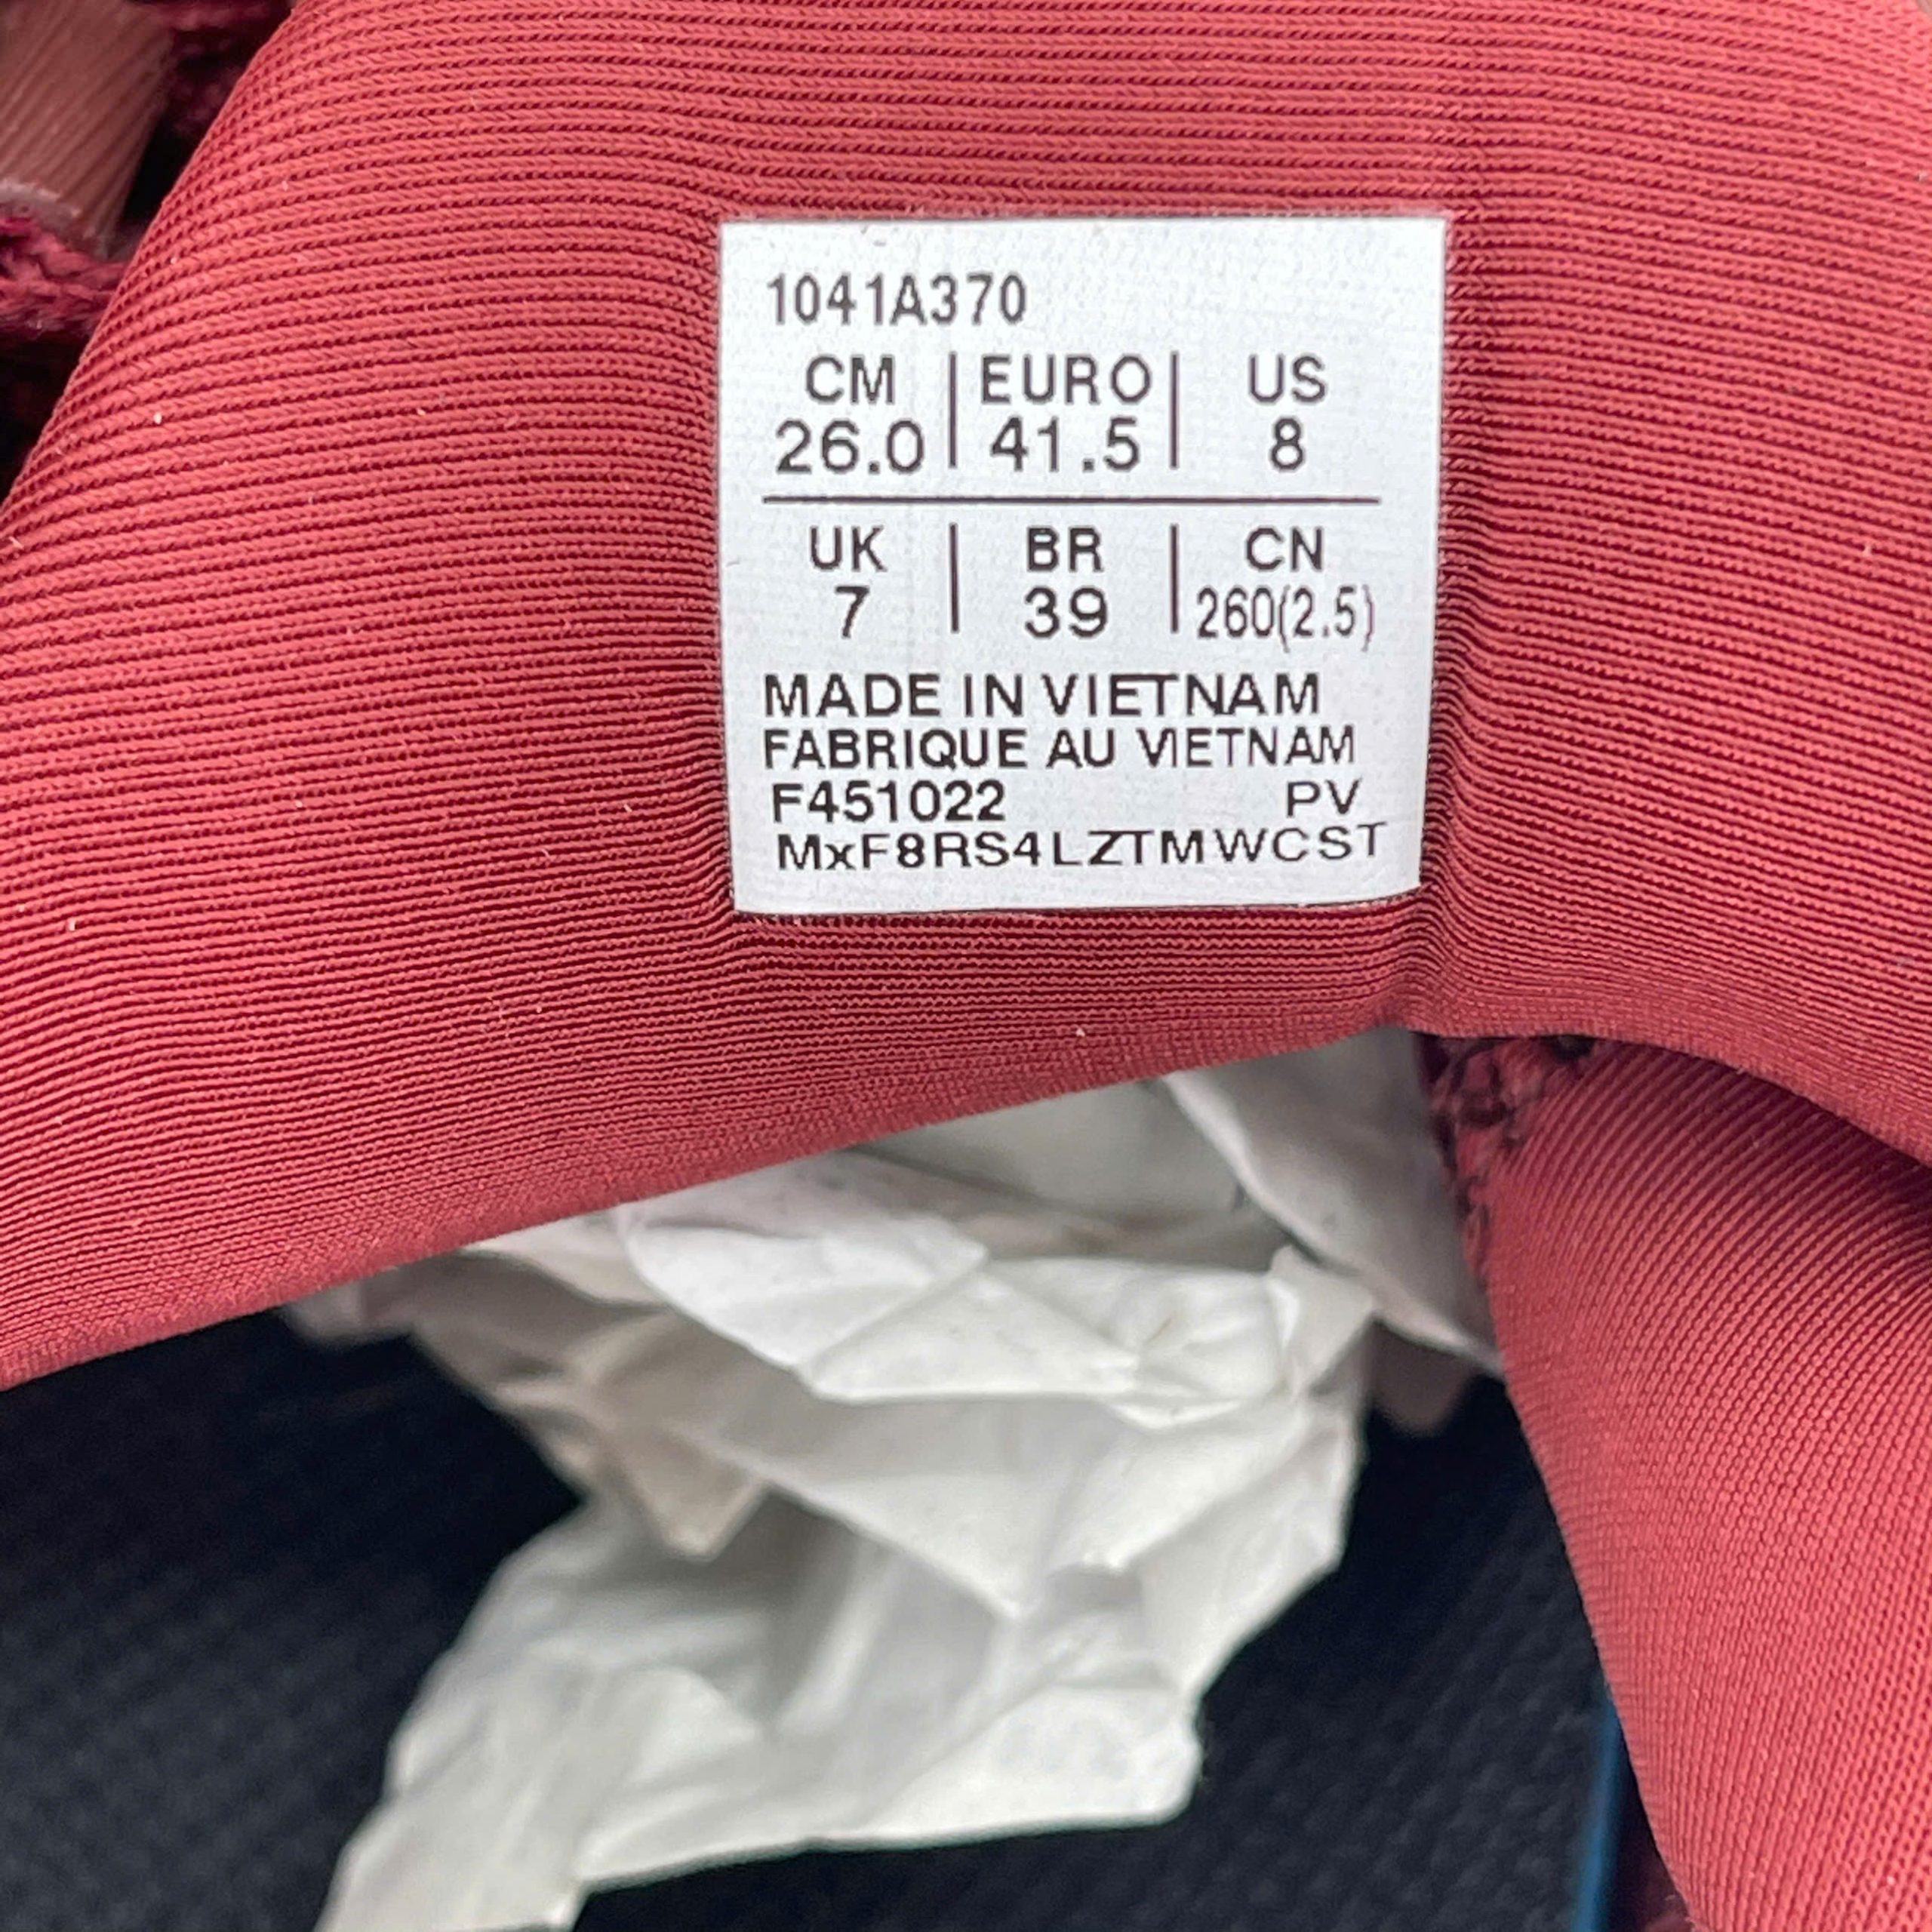 1041A370
CM | EURO | US
26.0 | 41.5 | 8
UK | BR | CN
7 | 39 | 260(2.5)
MADE IN VIETNAM
FABRIQUE AU VIETNAM
F451022 PV
MxF8RS4LZTMWCST